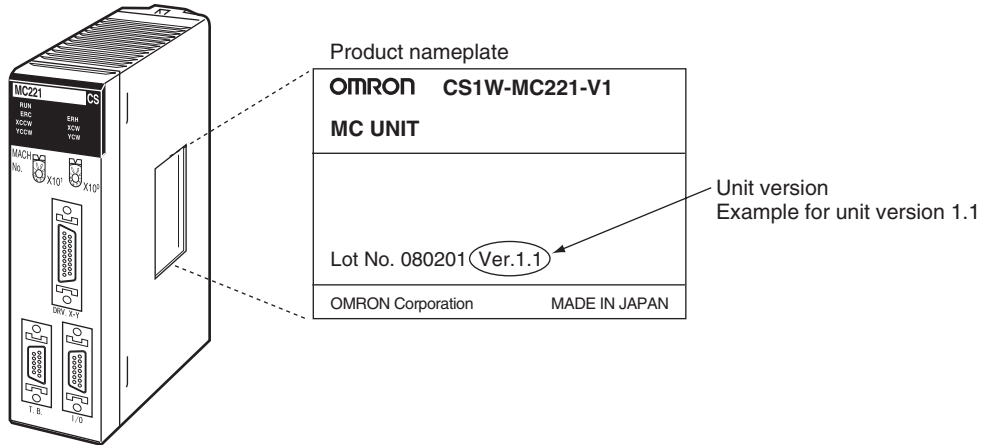 Product nameplate
OMRON CS1W-MC221-V1
MC UNIT
Lot No. 080201 Ver.1.1
OMRON Corporation MADE IN JAPAN
Unit version
Example for unit version 1.1
MC221 CS
RUN
ERC ERH
XCCW XCW
YCCW YCW
MACH
No. X10¹ X10⁰
DRV. X-Y
T. B. I/O